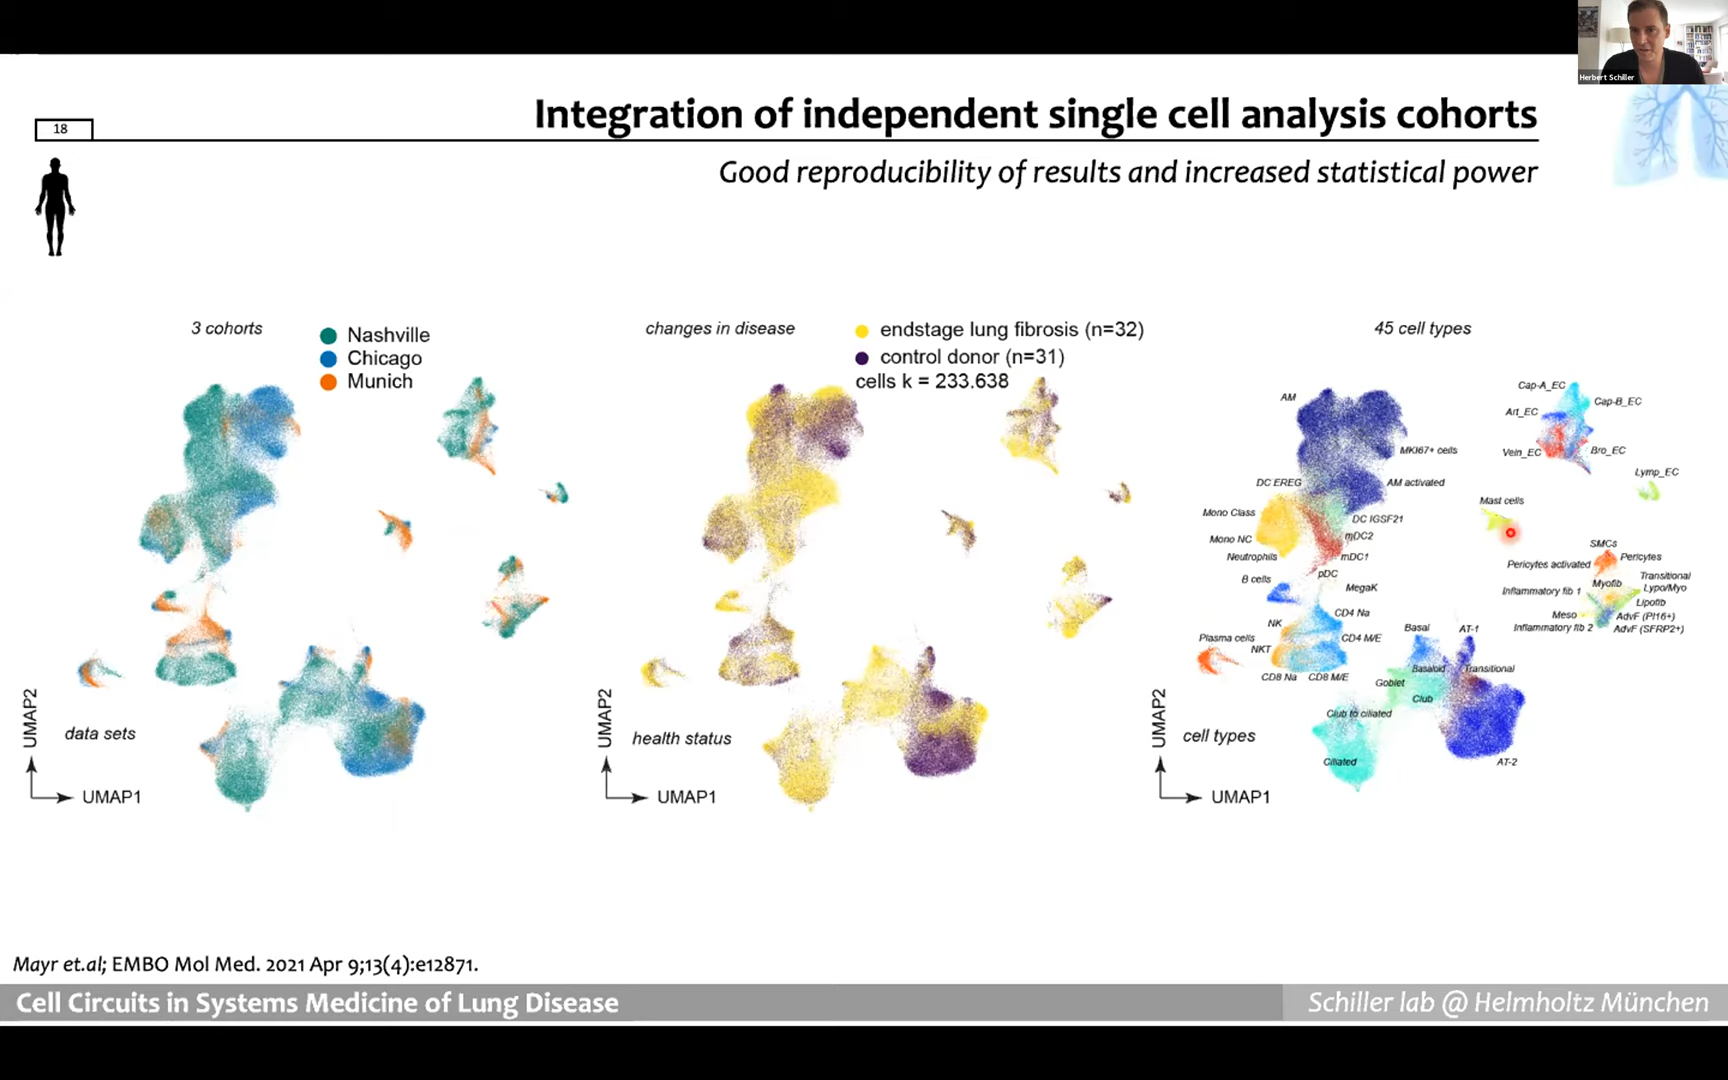 Herbert Schiller
Integration of independent single cell analysis cohorts
18
Good reproducibility of results and increased statistical power
3 cohorts
Nashville
Chicago
Munich
changes in disease
endstage lung fibrosis (n=32)
control donor (n=31)
cells k = 233.638
45 cell types
AM
MKI67+ cells
DC EREG
AM activated
Mono Class
DC IGSF21
mDC2
Mono NC
Neutrophils
mDC1
pDC
B cells
MegaK
CD4 Na
NK
CD4 M/E
Plasma cells
NKT
CD8 Na
CD8 M/E
Cap-A_EC
Cap-B_EC
Art_EC
Vein_EC
Bro_EC
Lymp_EC
Mast cells
SMCs
Pericytes
Pericytes activated
Transitional
Myofib
Lypo/Myo
Inflammatory fib 1
Lipofib
Meso
AdvF (PI16+)
Inflammatory fib 2
AdvF (SFRP2+)
Basal
AT-1
Basaloid
Transitional
Goblet
Club
Club to ciliated
Ciliated
AT-2
UMAP2
data sets
UMAP1
UMAP2
health status
UMAP1
UMAP2
cell types
UMAP1
Mayr et.al; EMBO Mol Med. 2021 Apr 9;13(4):e12871.
Cell Circuits in Systems Medicine of Lung Disease
Schiller lab @ Helmholtz München